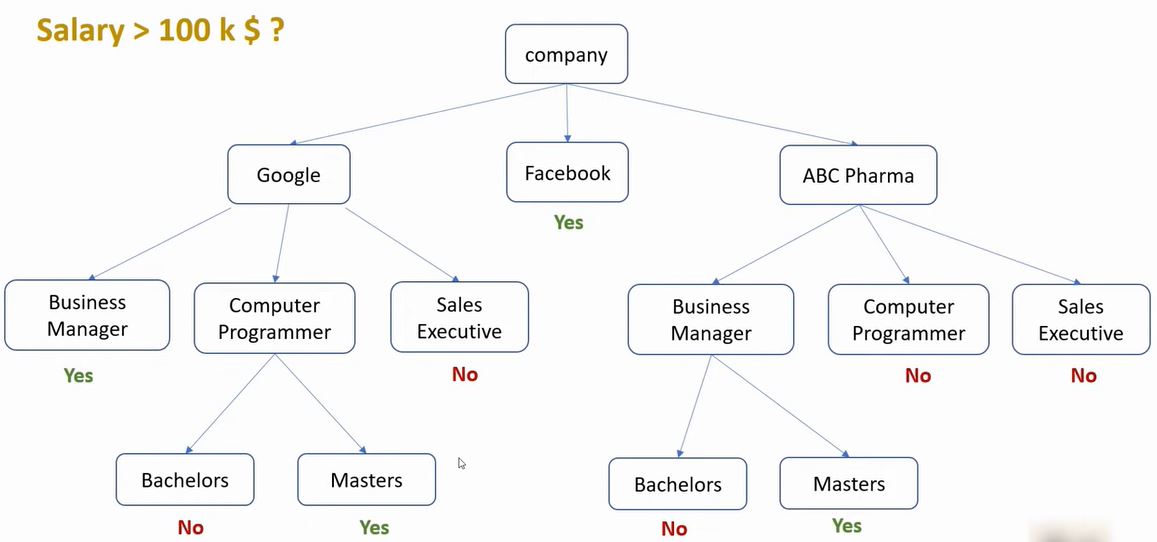 Salary > 100 k $ ?
company
Google
Facebook
ABC Pharma
Yes
Business
Manager
Computer
Programmer
Sales
Executive
Business
Manager
Computer
Programmer
Sales
Executive
Yes
No
No
No
Bachelors
Masters
Bachelors
Masters
No
Yes
No
Yes